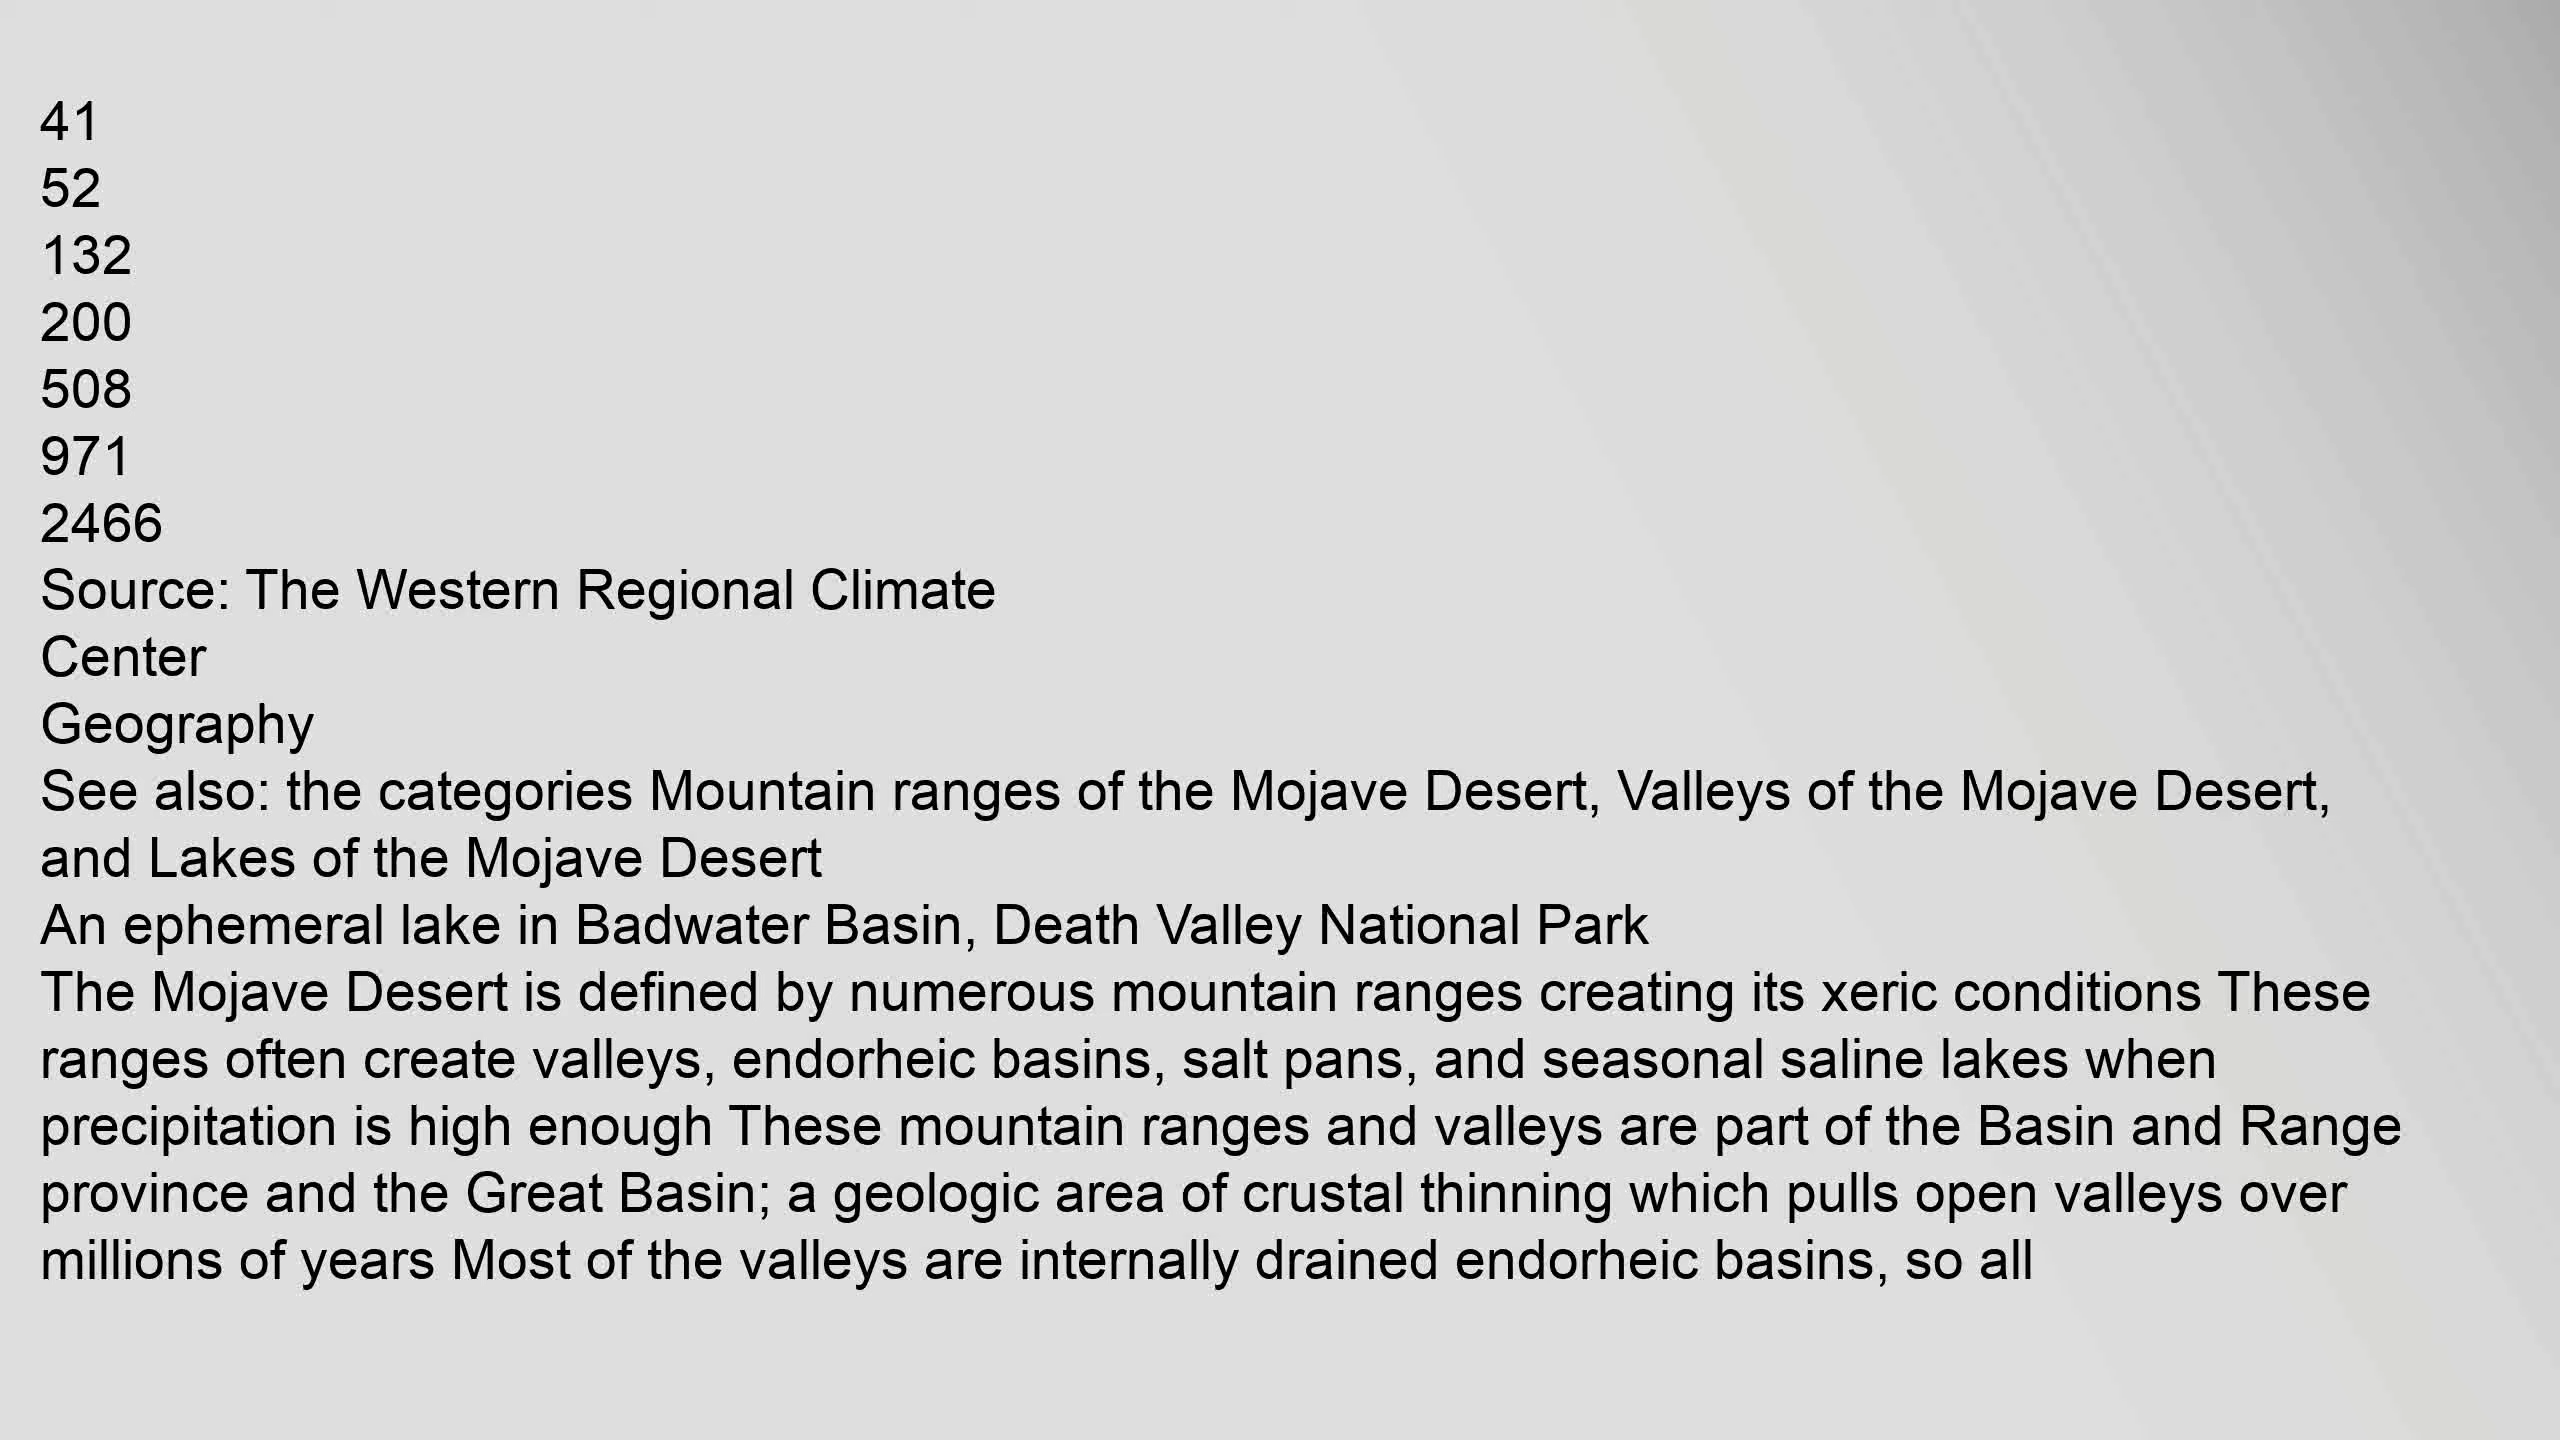 41
52
132
200
508
971
2466
Source: The Western Regional Climate
Center
Geography
See also: the categories Mountain ranges of the Mojave Desert, Valleys of the Mojave Desert,
and Lakes of the Mojave Desert
An ephemeral lake in Badwater Basin, Death Valley National Park
The Mojave Desert is defined by numerous mountain ranges creating its xeric conditions These
ranges often create valleys, endorheic basins, salt pans, and seasonal saline lakes when
precipitation is high enough These mountain ranges and valleys are part of the Basin and Range
province and the Great Basin; a geologic area of crustal thinning which pulls open valleys over
millions of years Most of the valleys are internally drained endorheic basins, so all